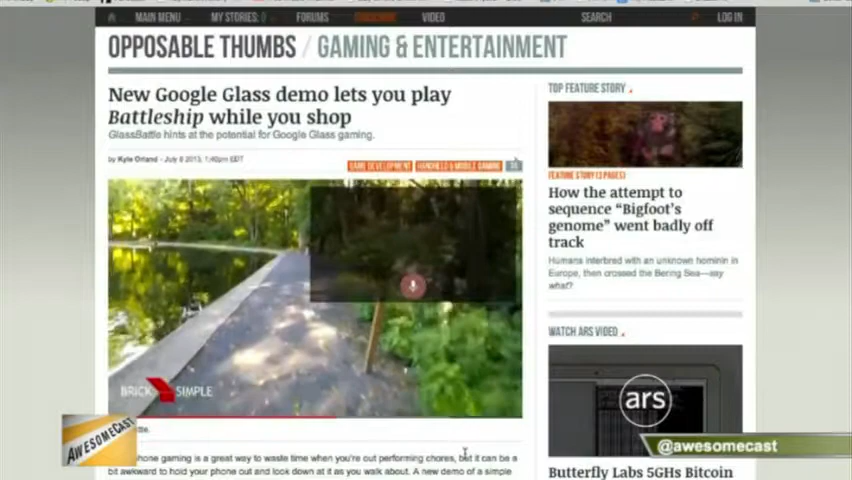 MAIN MENU
MY STORIES:
FORUMS
SUBSCRIBE
VIDEO
SEARCH
LOG IN
OPPOSABLE THUMBS / GAMING & ENTERTAINMENT
New Google Glass demo lets you play
Battleship while you shop
GlassBattle hints at the potential for Google Glass gaming.
by Kyle Orland - July 8 2013, 1:40pm EDT
GAME DEVELOPMENT
HANDHELD & MOBILE GAMING
BRICK SIMPLE
phone gaming is a great way to waste time when you're out performing chores, but it can be a
bit awkward to hold your phone out and look down at it as you walk about. A new demo of a simple
TOP FEATURE STORY
FEATURE STORY (3 PAGES)
How the attempt to
sequence "Bigfoot's
genome" went badly off
track
Humans interbred with an unknown hominin in
Europe, then crossed the Bering Sea—say
what?
WATCH ARS VIDEO
ars
Butterfly Labs 5GHs Bitcoin
AWESOMECAST
@awesomecast